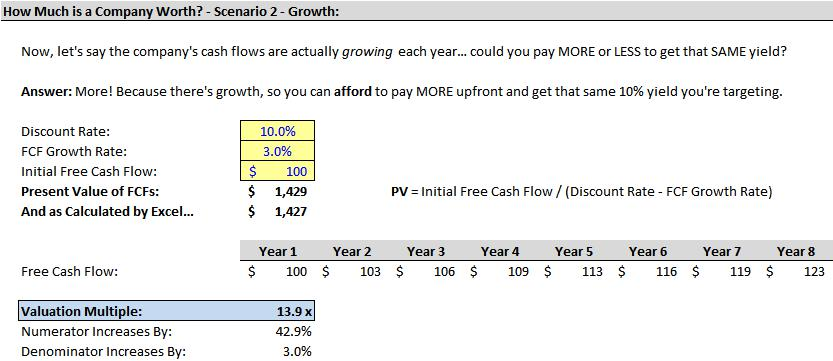 How Much is a Company Worth? - Scenario 2 - Growth:
Now, let's say the company's cash flows are actually growing each year... could you pay MORE or LESS to get that SAME yield?
Answer: More! Because there's growth, so you can afford to pay MORE upfront and get that same 10% yield you're targeting.
Discount Rate: 10.0%
FCF Growth Rate: 3.0%
Initial Free Cash Flow: $ 100
Present Value of FCFs: $ 1,429 PV = Initial Free Cash Flow / (Discount Rate - FCF Growth Rate)
And as Calculated by Excel... $ 1,427
Year 1 Year 2 Year 3 Year 4 Year 5 Year 6 Year 7 Year 8
Free Cash Flow: $ 100 $ 103 $ 106 $ 109 $ 113 $ 116 $ 119 $ 123
Valuation Multiple: 13.9 x
Numerator Increases By: 42.9%
Denominator Increases By: 3.0%